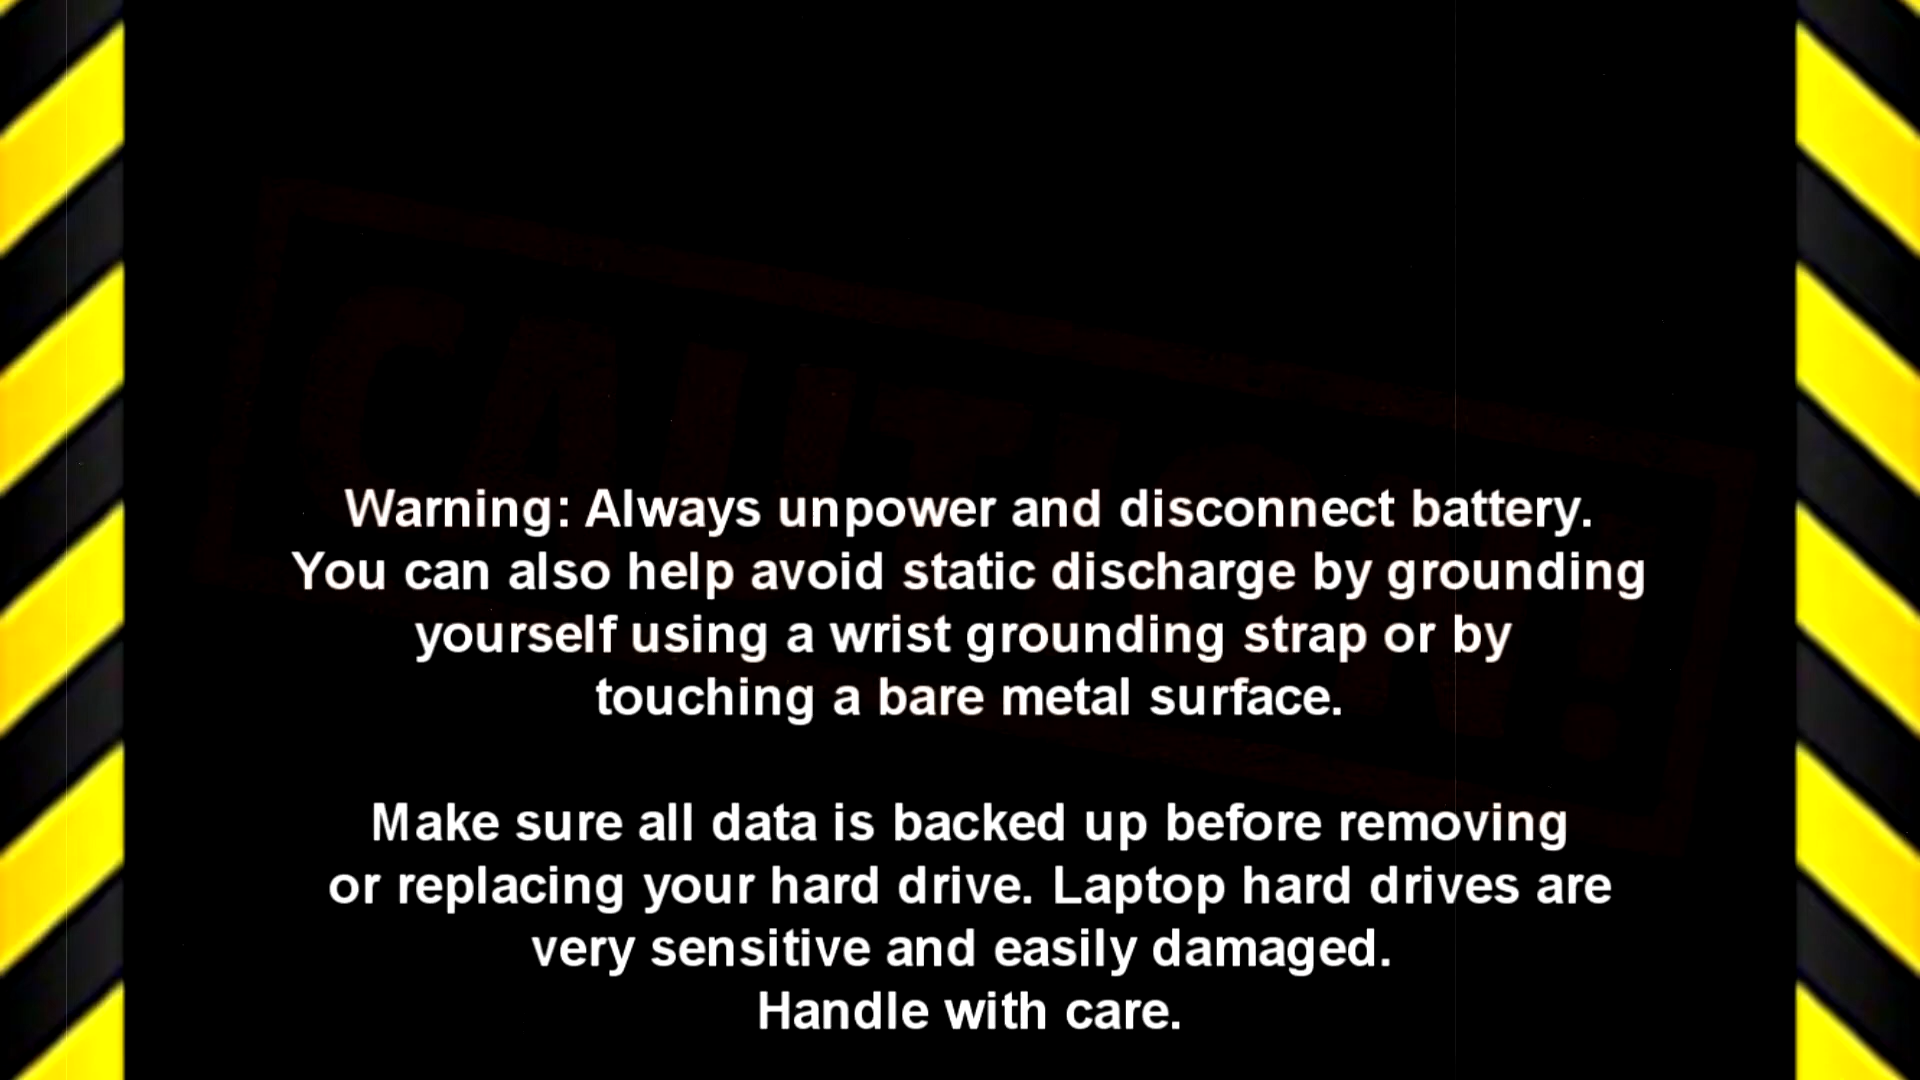 CAUTION!
Warning: Always unpower and disconnect battery.
You can also help avoid static discharge by grounding
yourself using a wrist grounding strap or by
touching a bare metal surface.
Make sure all data is backed up before removing
or replacing your hard drive. Laptop hard drives are
very sensitive and easily damaged.
Handle with care.